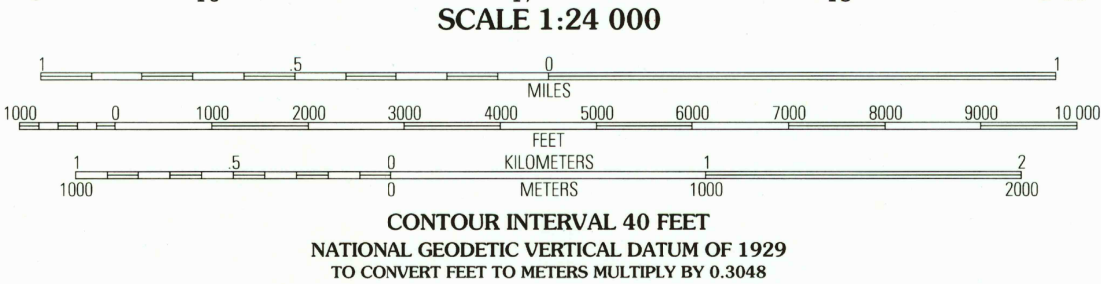 SCALE 1:24 000
1 .5 0 1
MILES
1000 0 1000 2000 3000 4000 5000 6000 7000 8000 9000 10 000
FEET
1 .5 0 KILOMETERS 1 2
1000 0 METERS 1000 2000
CONTOUR INTERVAL 40 FEET
NATIONAL GEODETIC VERTICAL DATUM OF 1929
TO CONVERT FEET TO METERS MULTIPLY BY 0.3048